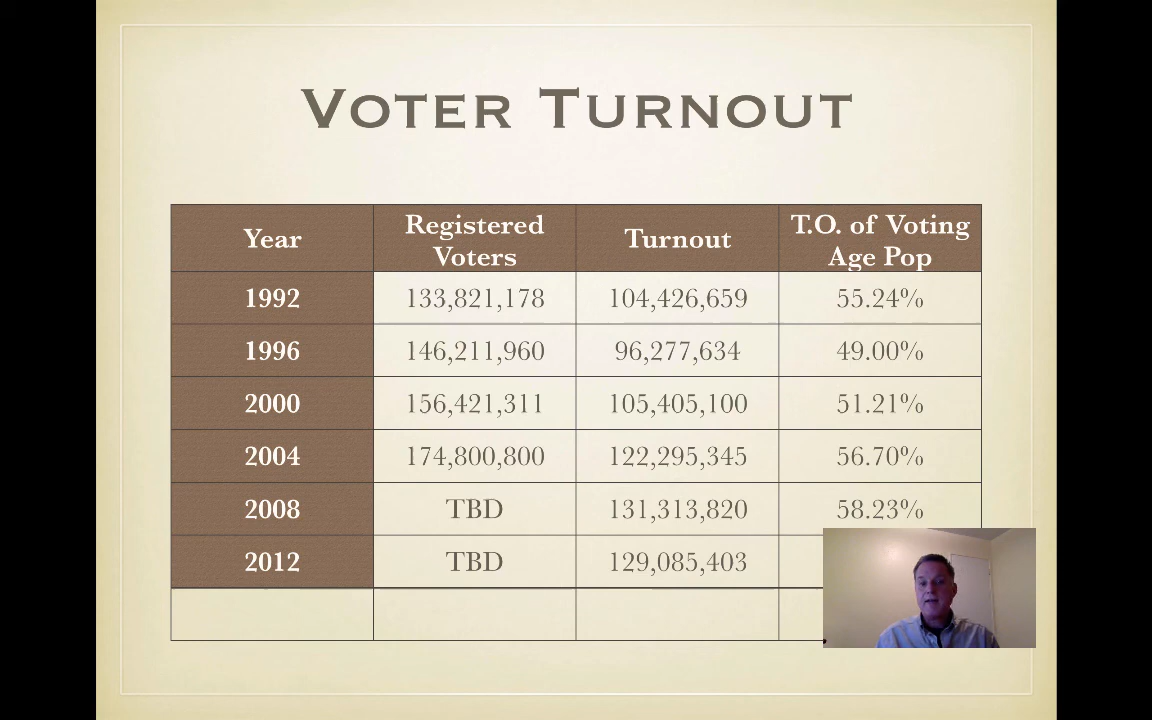 VOTER TURNOUT
Year Registered Voters Turnout T.O. of Voting Age Pop
1992 133,821,178 104,426,659 55.24%
1996 146,211,960 96,277,634 49.00%
2000 156,421,311 105,405,100 51.21%
2004 174,800,800 122,295,345 56.70%
2008 TBD 131,313,820 58.23%
2012 TBD 129,085,403